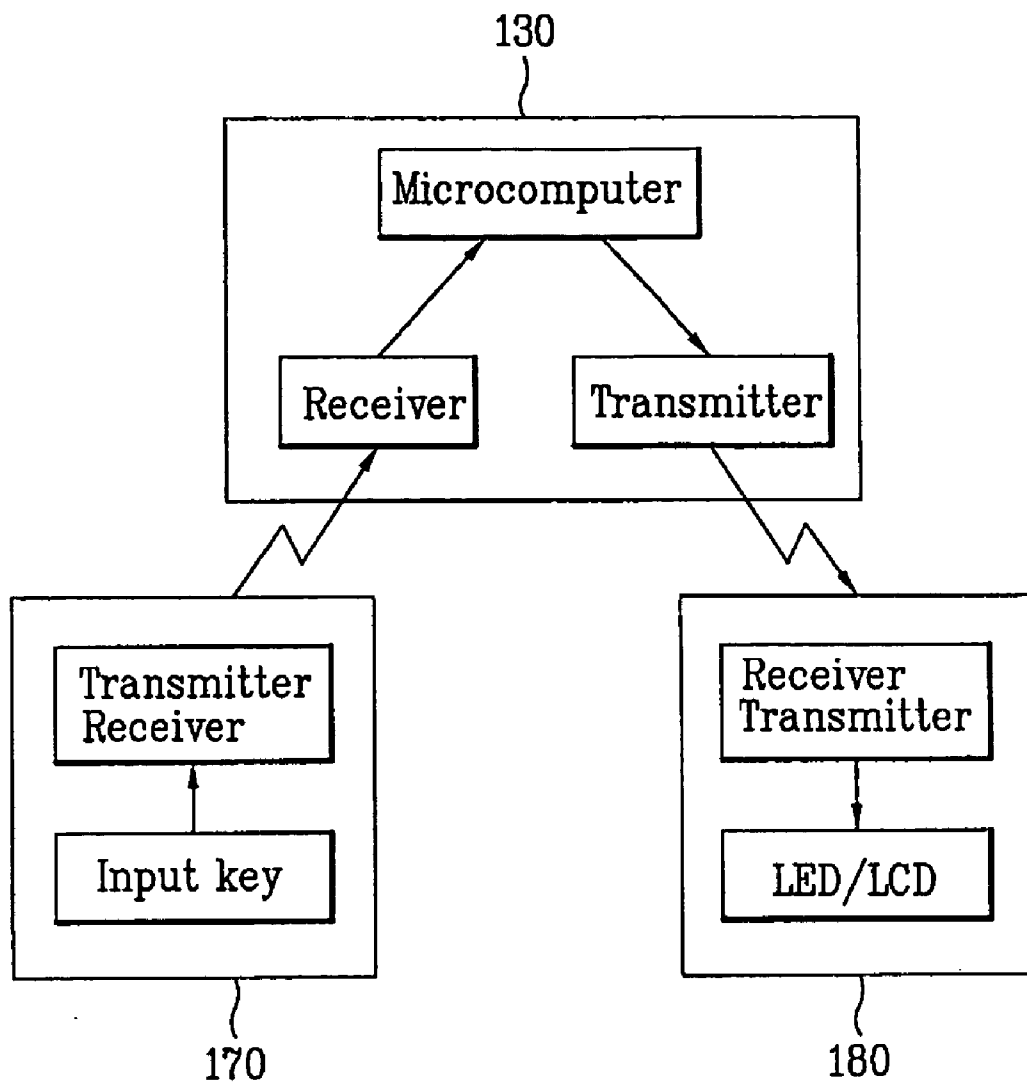 130
Microcomputer
Receiver
Transmitter
Transmitter
Receiver
Input key
Receiver
Transmitter
LED/LCD
170
180